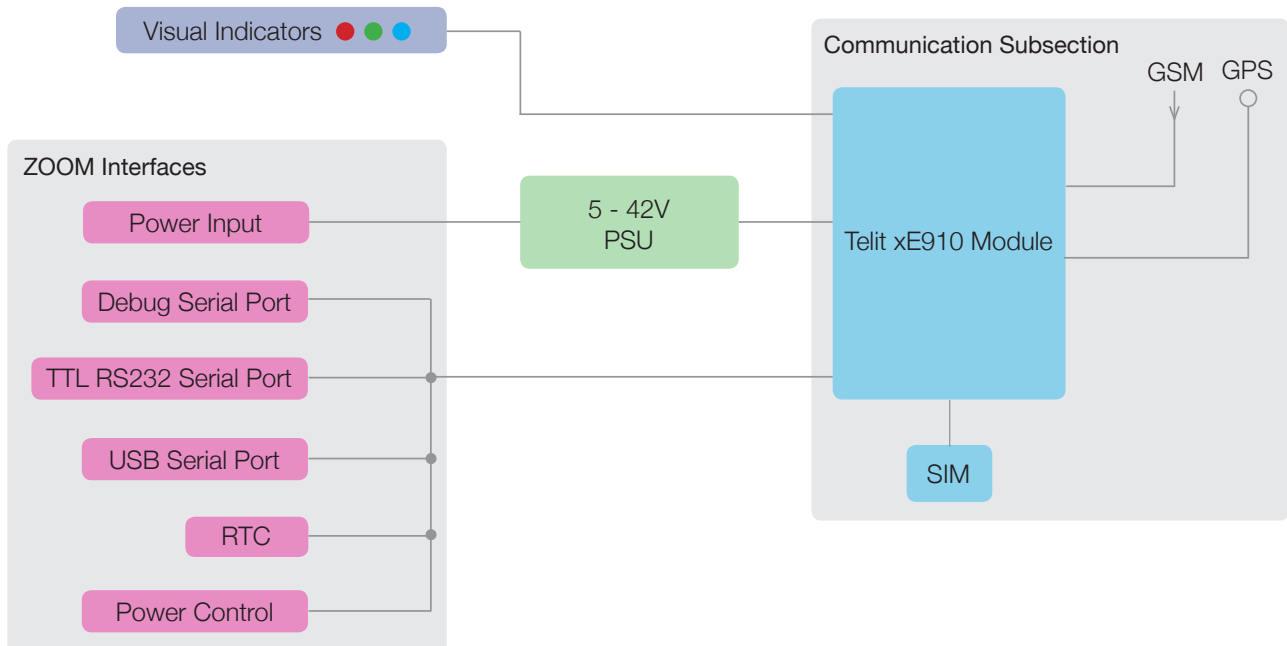 Visual Indicators
Communication Subsection
GSM GPS
ZOOM Interfaces
Power Input
5 - 42V
PSU
Telit xE910 Module
Debug Serial Port
TTL RS232 Serial Port
USB Serial Port
SIM
RTC
Power Control